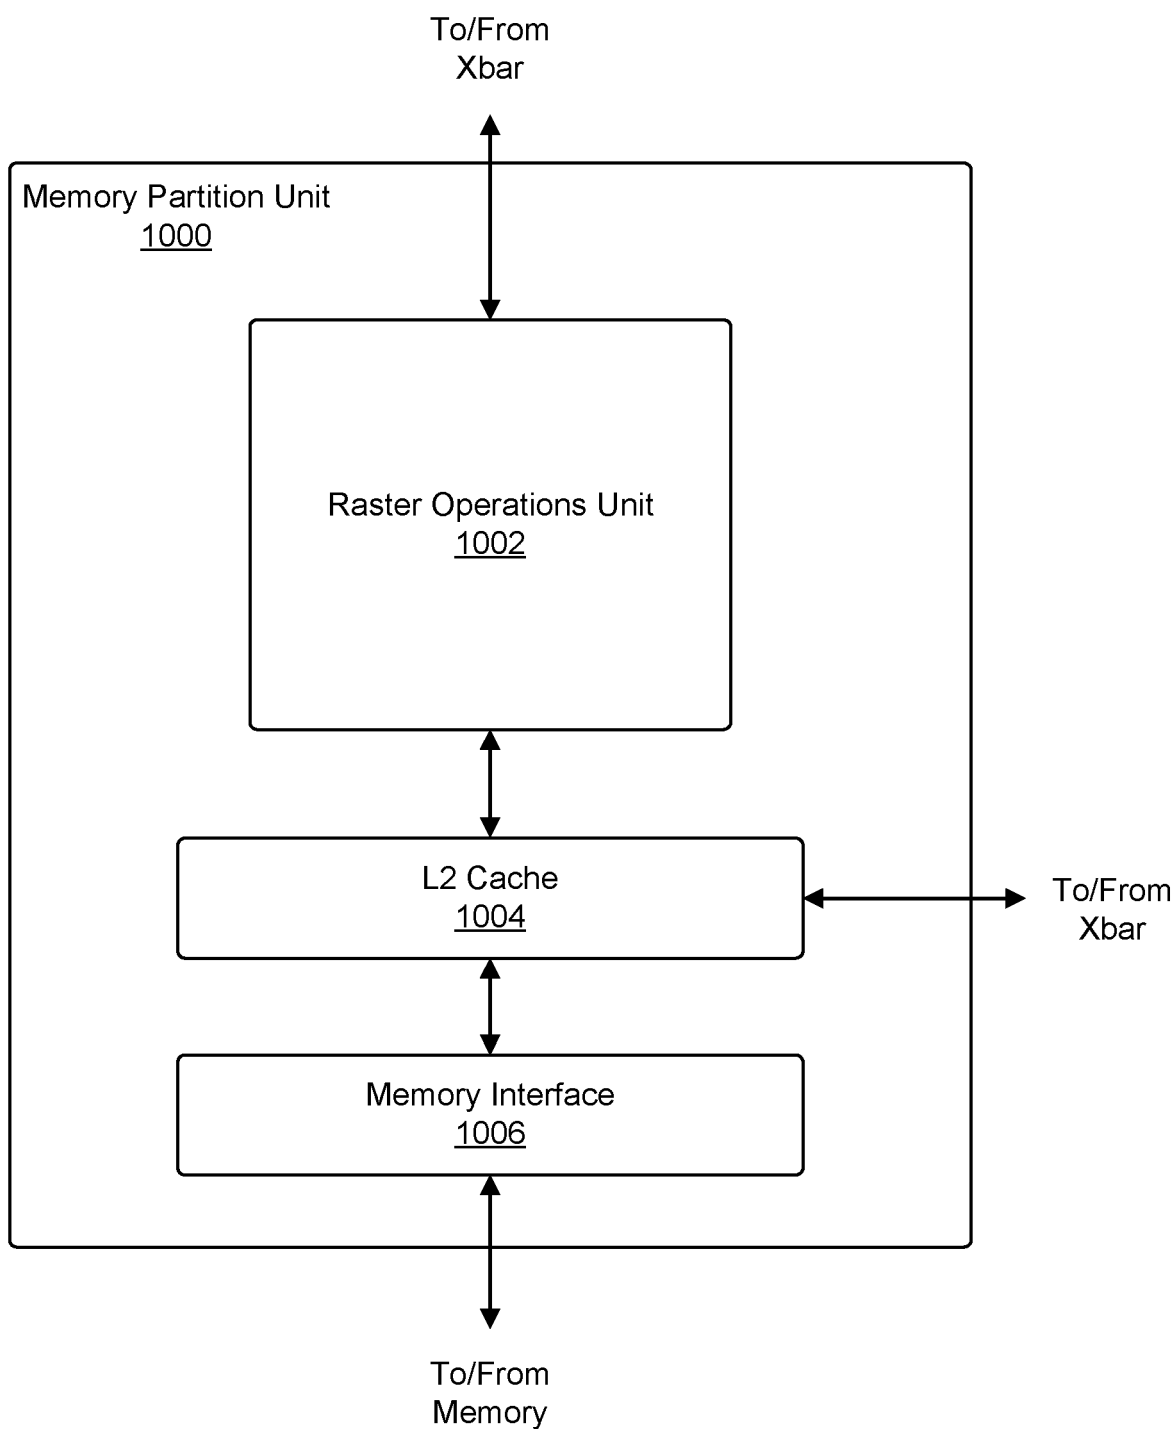 To/From
Xbar
Memory Partition Unit
1000
Raster Operations Unit
1002
L2 Cache
1004
To/From
Xbar
Memory Interface
1006
To/From
Memory